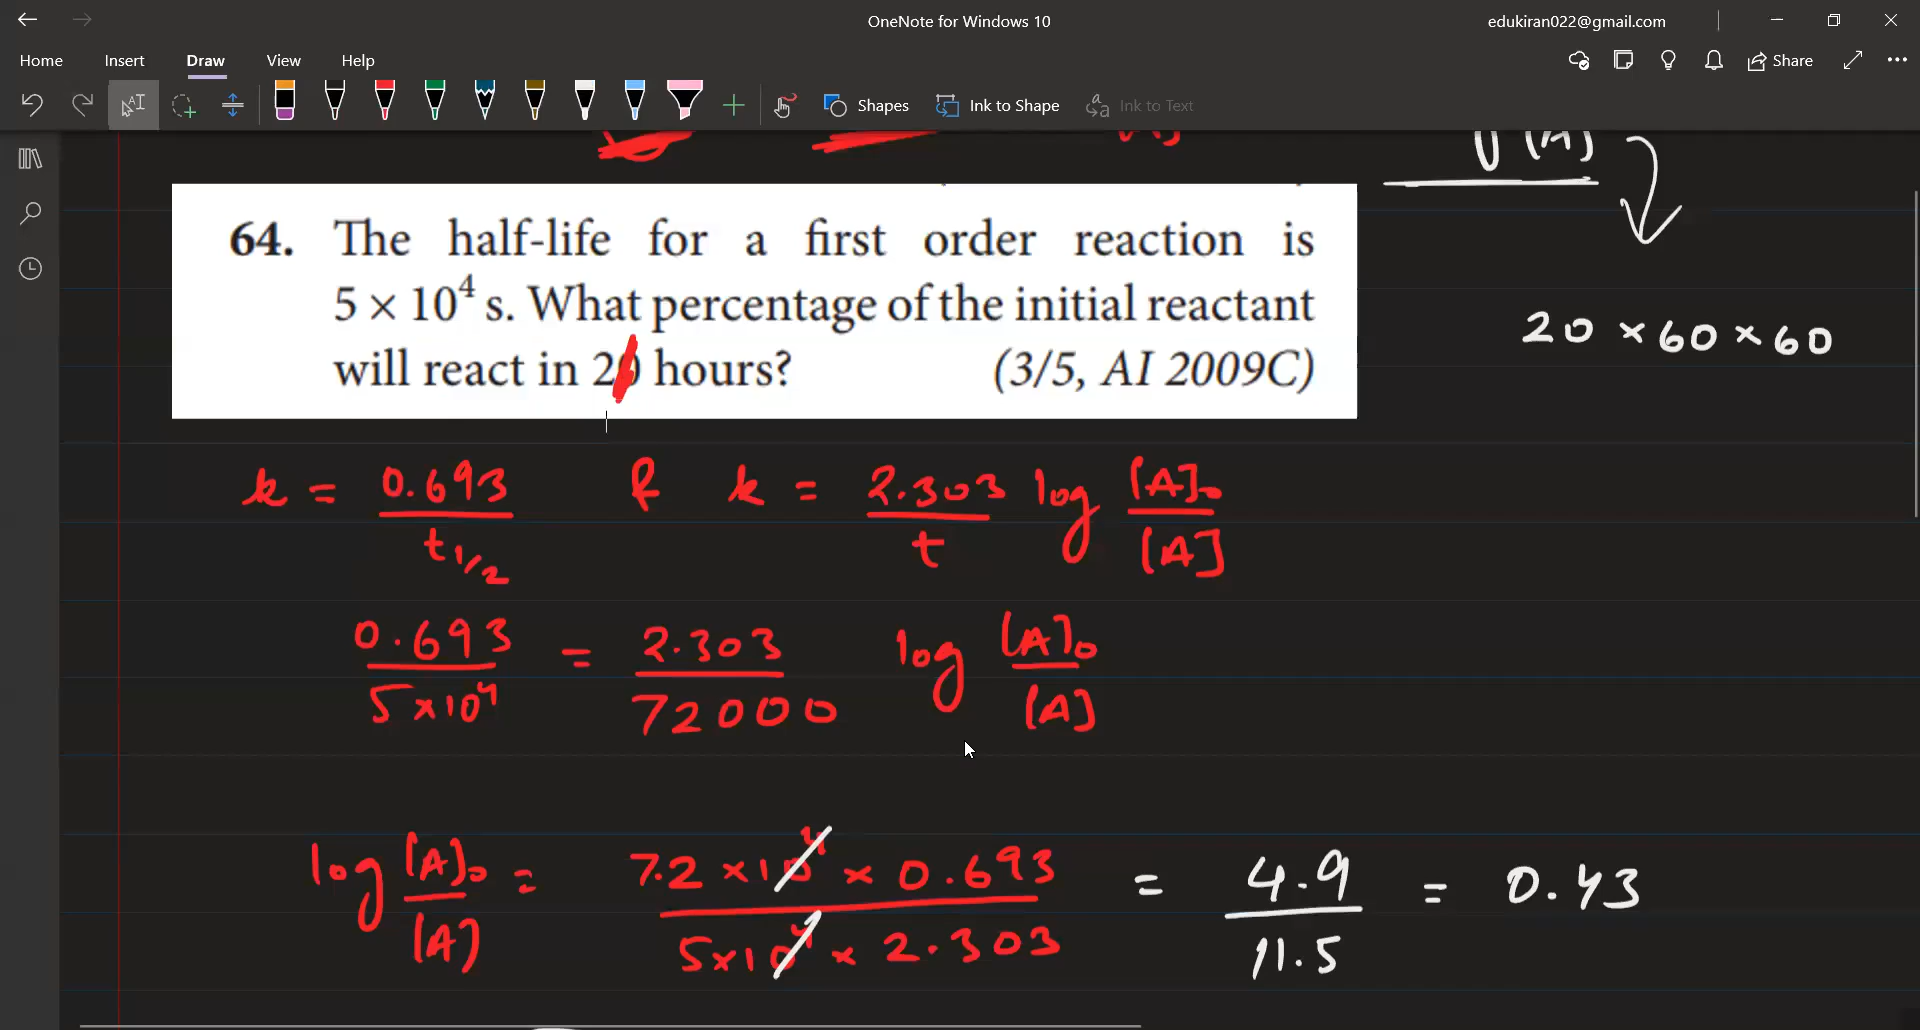 OneNote for Windows 10
edukiran022@gmail.com
Home Insert Draw View Help
Share
Shapes Ink to Shape Ink to Text
[A]
64. The half-life for a first order reaction is
5 × 10⁴ s. What percentage of the initial reactant
will react in 20 hours? (3/5, AI 2009C)
20 × 60 × 60
k = 0.693 / t1/2 & k = 2.303 / t log [A]₀ / [A]
0.693 / 5×10⁴ = 2.303 / 72000 log [A]₀ / [A]
log [A]₀ / [A] = 7.2 × 10⁴ × 0.693 / 5×10⁴ × 2.303 = 4.9 / 11.5 = 0.43